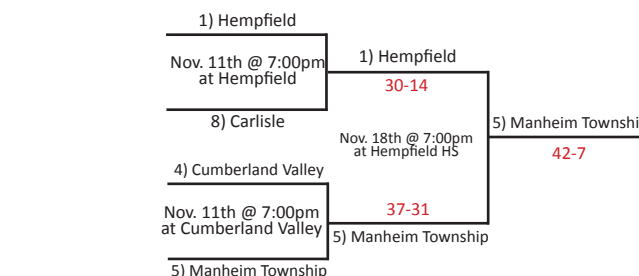 1) Hempfield
Nov. 11th @ 7:00pm
at Hempfield
8) Carlisle
1) Hempfield
30-14
Nov. 18th @ 7:00pm
at Hempfield HS
4) Cumberland Valley
Nov. 11th @ 7:00pm
at Cumberland Valley
5) Manheim Township
37-31
5) Manheim Township
5) Manheim Townshi
42-7